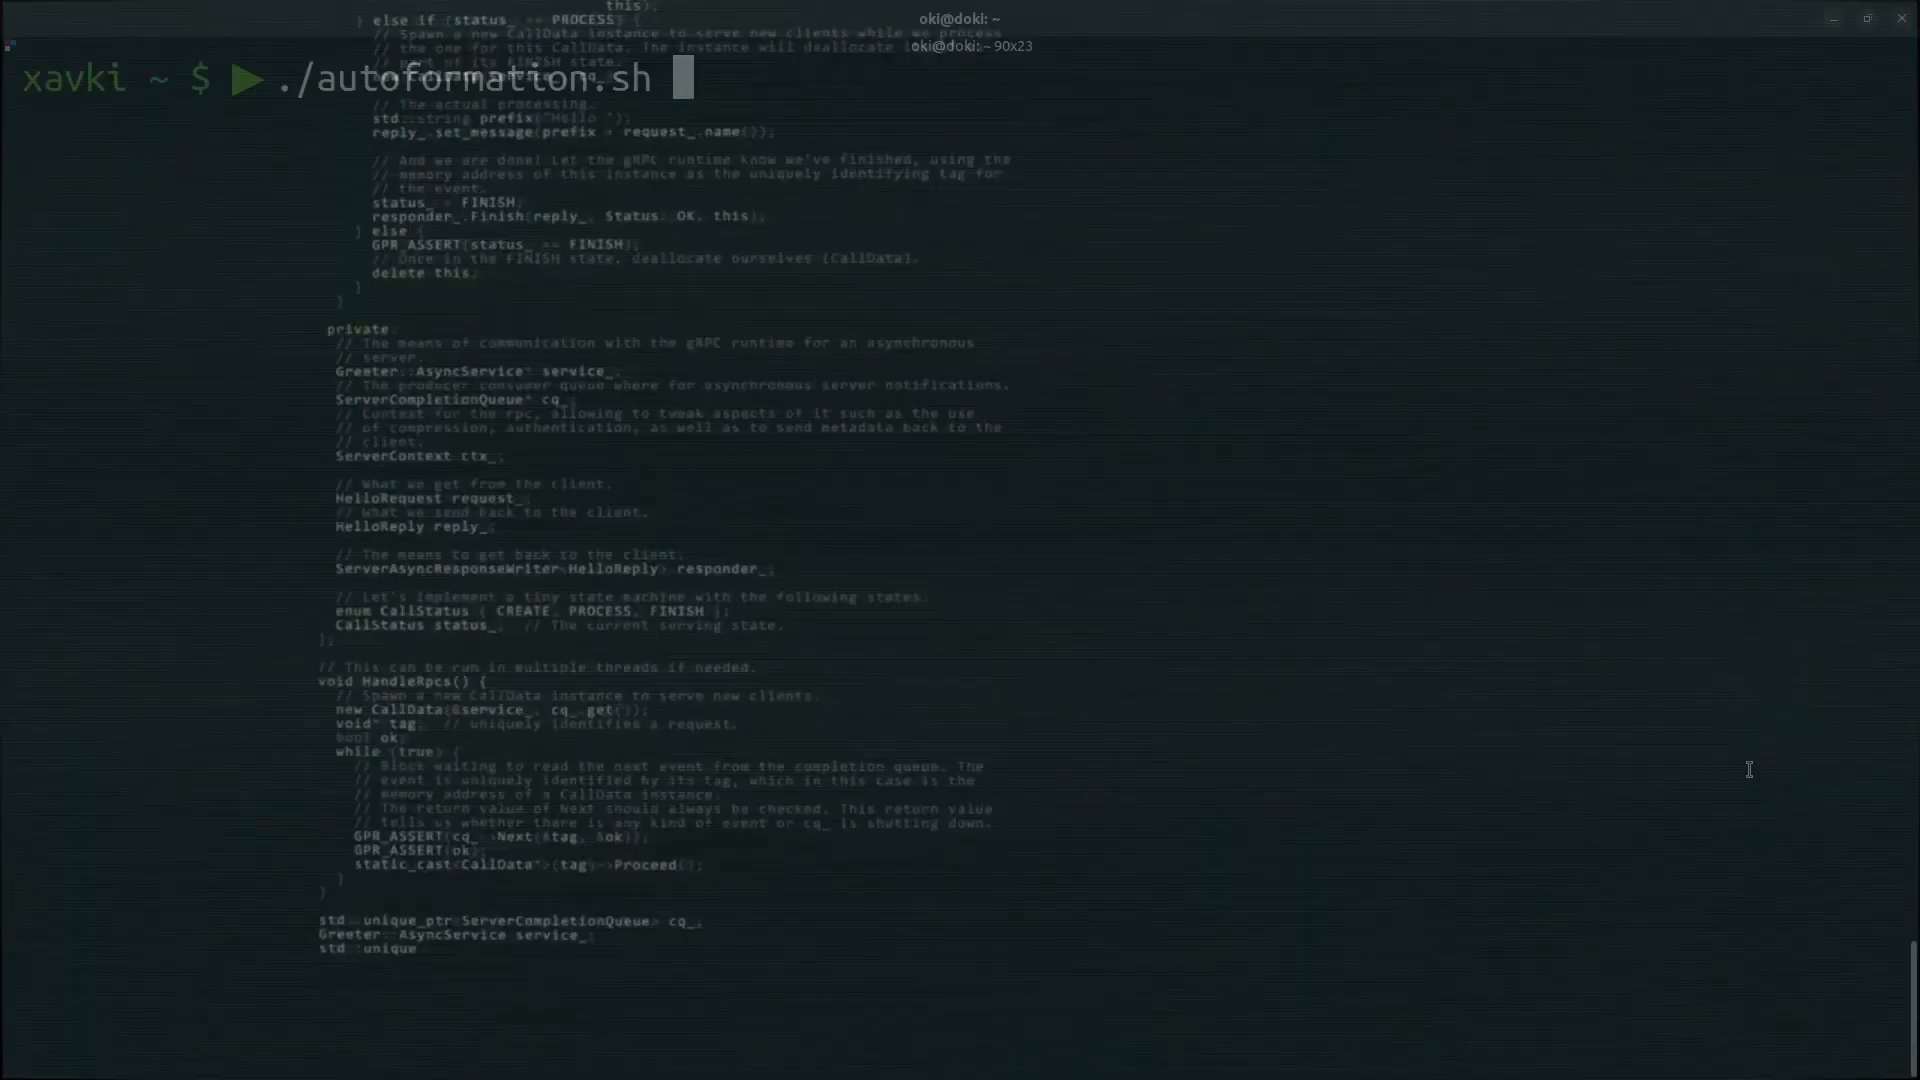 this);
oki@doki: ~
} else if (status_ == PROCESS) {
// Spawn a new CallData instance to serve new clients while we process
// the one for this CallData. The instance will deallocate
oki@doki: ~ 90x23
// part of its FINISH state.
xavki ~ $ ▶ ./autoformation.sh
// The actual processing.
std::string prefix("Hello ");
reply_.set_message(prefix + request_.name());
// And we are done! Let the gRPC runtime know we've finished, using the
// memory address of this instance as the uniquely identifying tag for
// the event.
status_ = FINISH;
responder_.Finish(reply_, Status::OK, this);
} else {
GPR_ASSERT(status_ == FINISH);
// Once in the FINISH state, deallocate ourselves (CallData).
delete this;
}
}
private:
// The means of communication with the gRPC runtime for an asynchronous
// server.
Greeter::AsyncService* service_;
// The producer consumer queue where for asynchronous server notifications.
ServerCompletionQueue* cq_;
// Context for the rpc, allowing to tweak aspects of it such as the use
// of compression, authentication, as well as to send metadata back to the
// client.
ServerContext ctx_;
// What we get from the client.
HelloRequest request_;
// What we send back to the client.
HelloReply reply_;
// The means to get back to the client.
ServerAsyncResponseWriter<HelloReply> responder_;
// Let's implement a tiny state machine with the following states.
enum CallStatus { CREATE, PROCESS, FINISH };
CallStatus status_; // The current serving state.
};
// This can be run in multiple threads if needed.
void HandleRpcs() {
// Spawn a new CallData instance to serve new clients.
new CallData(&service_, cq_.get());
void* tag; // uniquely identifies a request.
bool ok;
while (true) {
// Block waiting to read the next event from the completion queue. The
// event is uniquely identified by its tag, which in this case is the
// memory address of a CallData instance.
// The return value of Next should always be checked. This return value
// tells us whether there is any kind of event or cq_ is shutting down.
GPR_ASSERT(cq_->Next(&tag, &ok));
GPR_ASSERT(ok);
static_cast<CallData*>(tag)->Proceed();
}
}
std::unique_ptr<ServerCompletionQueue> cq_;
Greeter::AsyncService service_;
std::unique